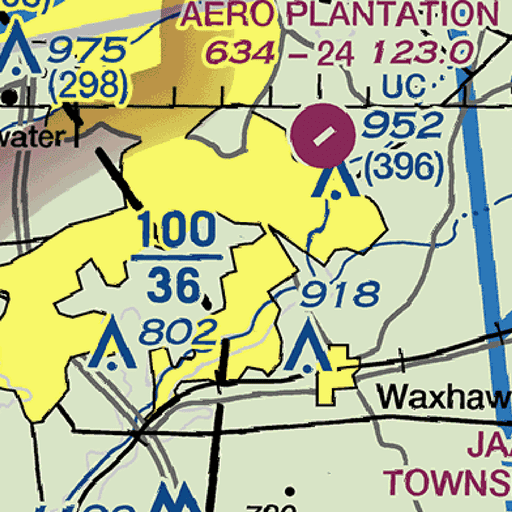 AERO PLANTATION
634 - 24 123.0
975
(298)
UC
952
(396)
water
100
36
918
802
Waxhaw
JA
TOWNS